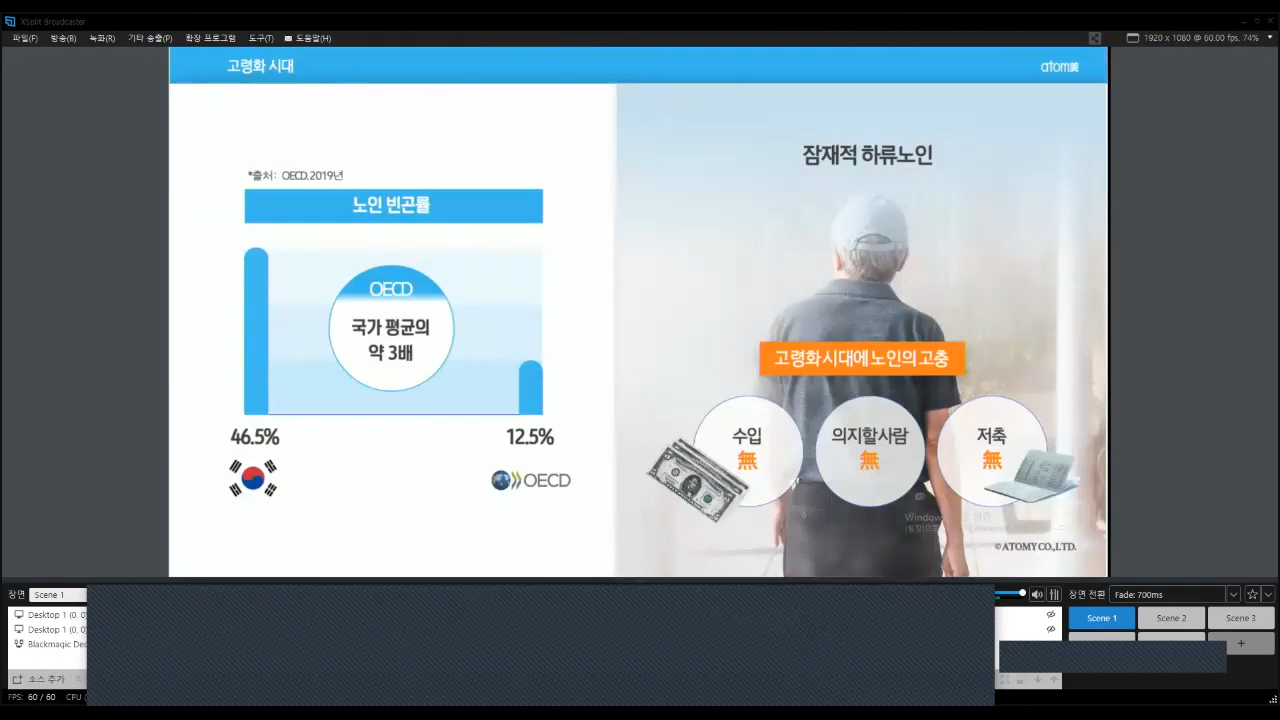 XSplit Broadcaster
파일(F) 방송(B) 녹화(R) 기타 송출(P) 확장 프로그램 도구(T) 도움말(H)
1920 x 1080 @ 60.00 fps, 74%
고령화 시대
atom美
*출처: OECD.2019년
노인 빈곤률
OECD
국가 평균의
약 3배
46.5%
12.5%
OECD
잠재적 하류노인
고령화시대에노인의고충
수입
無
의지할사람
無
저축
無
Window
©ATOMY CO.,LTD.
장면 Scene 1
Desktop 1 (0, 0)
Desktop 1 (0, 0)
Blackmagic
소스 추가
장면 전환 Fade: 700ms
Scene 1 Scene 2 Scene 3
FPS: 60 / 60 CPU